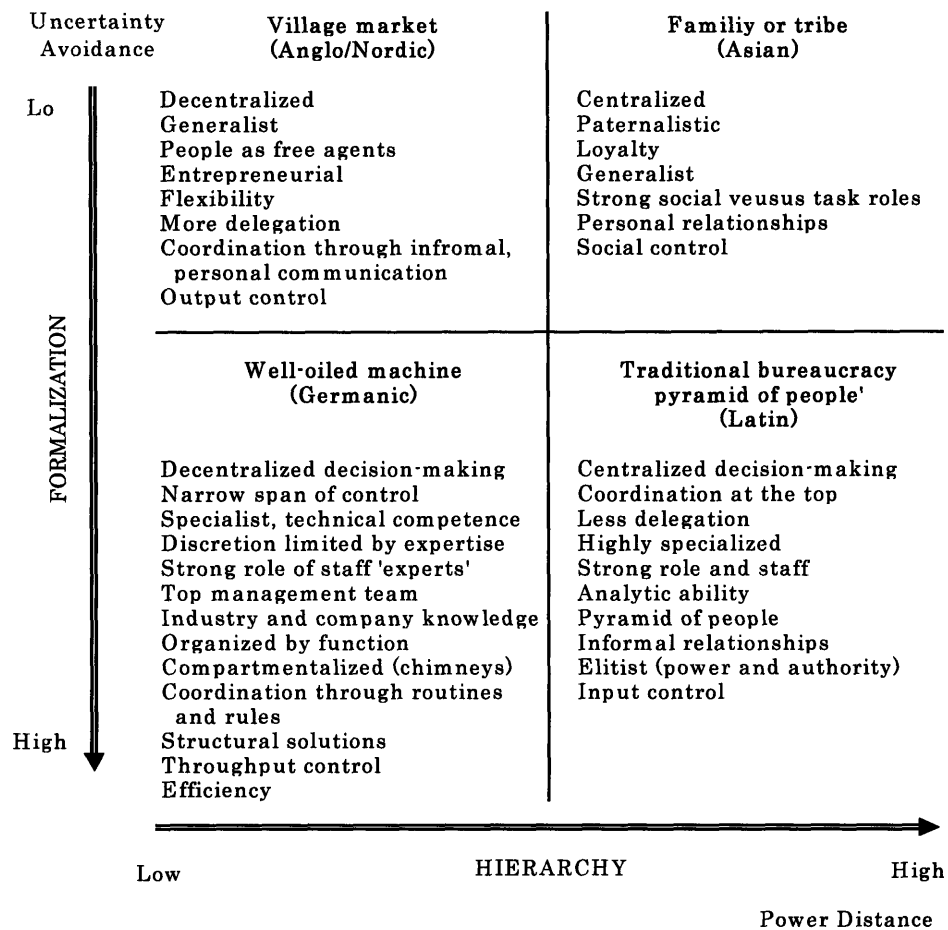 Uncertainty
Avoidance
Village market
(Anglo/Nordic)
Familiy or tribe
(Asian)
Lo
Decentralized
Generalist
People as free agents
Entrepreneurial
Flexibility
More delegation
Coordination through infromal,
personal communication
Output control
Centralized
Paternalistic
Loyalty
Generalist
Strong social veusus task roles
Personal relationships
Social control
FORMALIZATION
Well-oiled machine
(Germanic)
Traditional bureaucracy
pyramid of people'
(Latin)
Decentralized decision-making
Narrow span of control
Specialist, technical competence
Discretion limited by expertise
Strong role of staff 'experts'
Top management team
Industry and company knowledge
Organized by function
Compartmentalized (chimneys)
Coordination through routines
and rules
Structural solutions
Throughput control
Efficiency
Centralized decision-making
Coordination at the top
Less delegation
Highly specialized
Strong role and staff
Analytic ability
Pyramid of people
Informal relationships
Elitist (power and authority)
Input control
High
Low
HIERARCHY
High
Power Distance